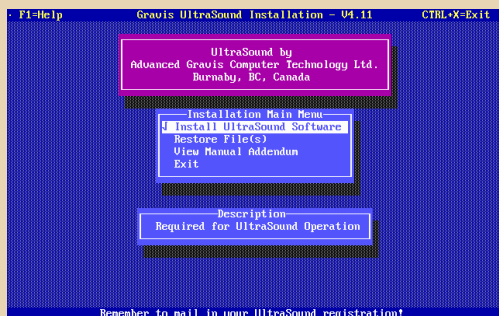 · F1=Help Gravis UltraSound Installation - V4.11 CTRL+X=Exit
UltraSound by
Advanced Gravis Computer Technology Ltd.
Burnaby, BC, Canada
Installation Main Menu
√ Install UltraSound Software
Restore File(s)
View Manual Addendum
Exit
Description
Required for UltraSound Operation
Remember to mail in your UltraSound registration!